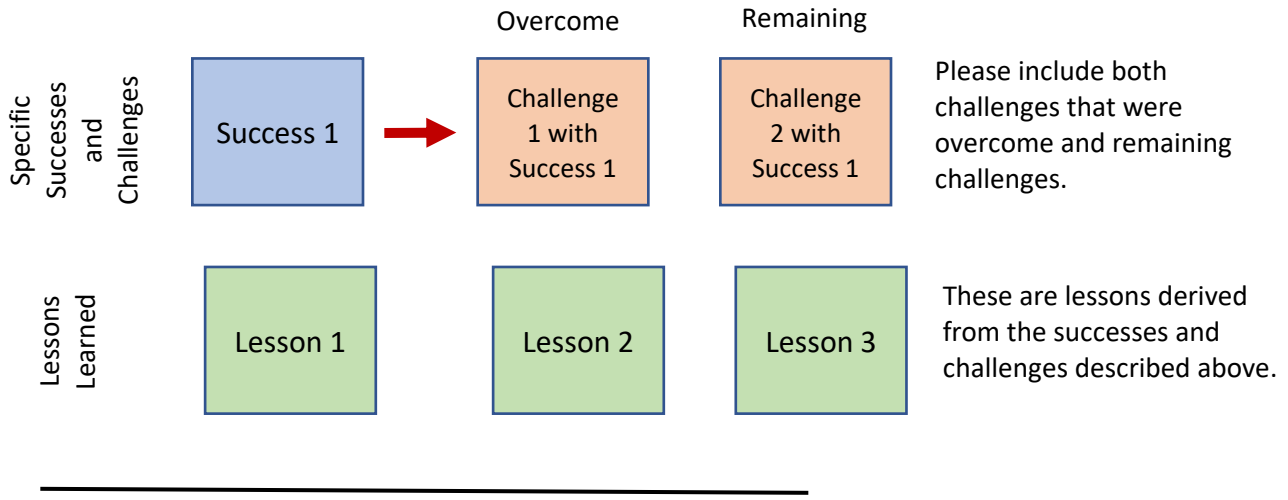 Overcome
Remaining
Specific
Successes
and
Challenges
Success 1
Challenge
1 with
Success 1
Challenge
2 with
Success 1
Please include both
challenges that were
overcome and remaining
challenges.
Lessons
Learned
Lesson 1
Lesson 2
Lesson 3
These are lessons derived
from the successes and
challenges described above.